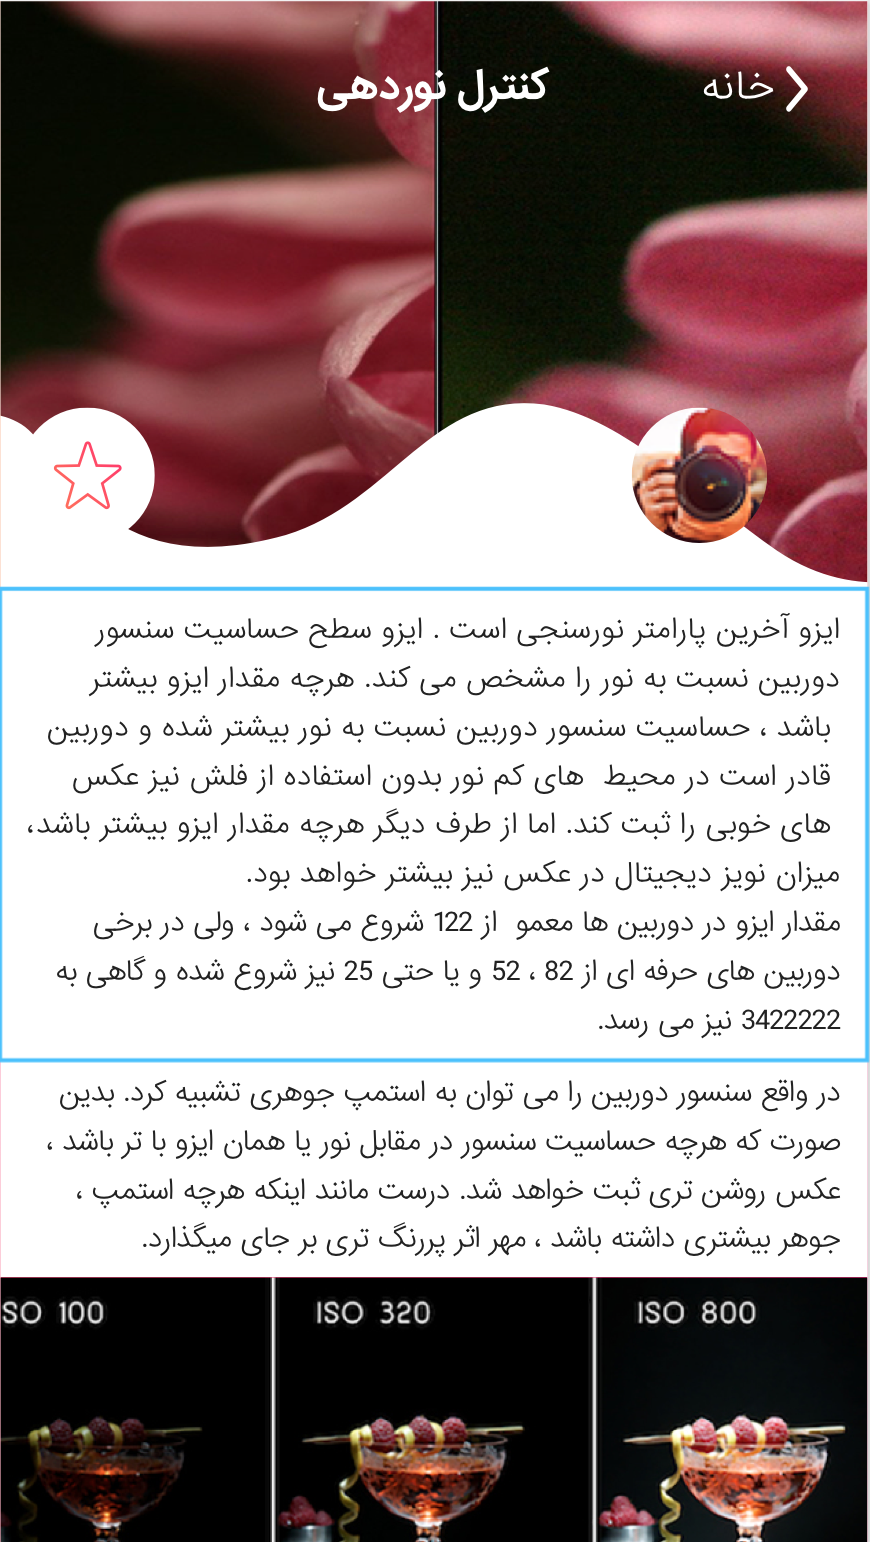 خانه
کنترل نوردهی
ایزو آخرین پارامتر نورسنجی است . ایزو سطح حساسیت سنسور
دوربین نسبت به نور را مشخص می کند. هرچه مقدار ایزو بیشتر
باشد ، حساسیت سنسور دوربین نسبت به نور بیشتر شده و دوربین
قادر است در محیط  های کم نور بدون استفاده از فلش نیز عکس
های خوبی را ثبت کند. اما از طرف دیگر هرچه مقدار ایزو بیشتر باشد،
میزان نویز دیجیتال در عکس نیز بیشتر خواهد بود.
مقدار ایزو در دوربین ها معمو  از 122 شروع می شود ، ولی در برخی
دوربین های حرفه ای از 82 ، 52 و یا حتی 25 نیز شروع شده و گاهی به
3422222 نیز می رسد.
در واقع سنسور دوربین را می توان به استمپ جوهری تشبیه کرد. بدین
صورت که هرچه حساسیت سنسور در مقابل نور یا همان ایزو با تر باشد ،
عکس روشن تری ثبت خواهد شد. درست مانند اینکه هرچه استمپ ،
جوهر بیشتری داشته باشد ، مهر اثر پررنگ تری بر جای میگذارد.
SO 100
ISO 320
ISO 800